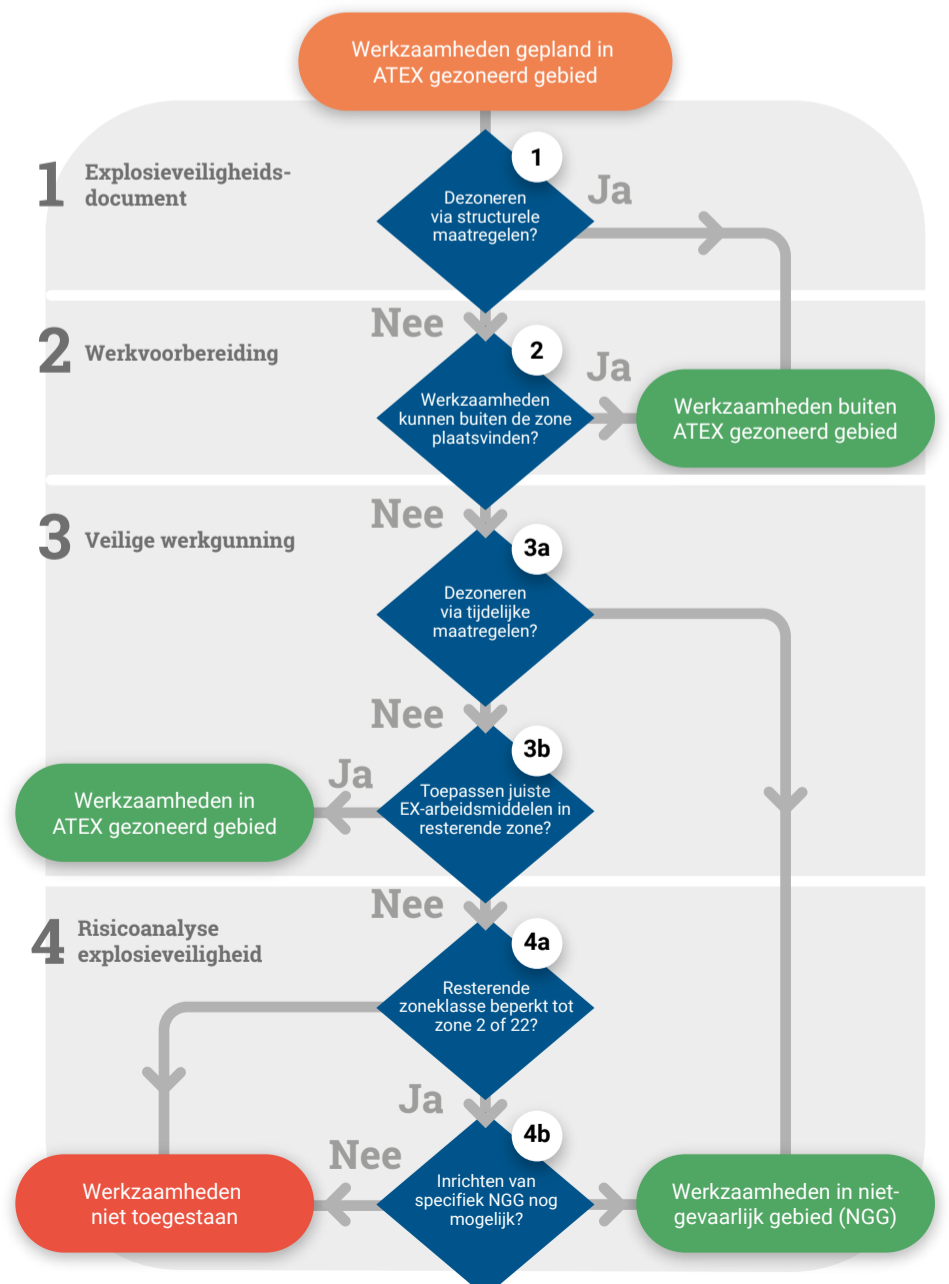 Werkzaamheden gepland in
ATEX gezoneerd gebied
1
Explosieveiligheids-
document
1
Dezoneren
via structurele
maatregelen?
Ja
Nee
2
Werkvoorbereiding
2
Werkzaamheden
kunnen buiten de zone
plaatsvinden?
Ja
Werkzaamheden buiten
ATEX gezoneerd gebied
Nee
3
Veilige werkgunning
3a
Dezoneren
via tijdelijke
maatregelen?
Nee
3b
Toepassen juiste
EX-arbeidsmiddelen in
resterende zone?
Ja
Werkzaamheden in
ATEX gezoneerd gebied
Nee
4
Risicoanalyse
explosieveiligheid
4a
Resterende
zoneklasse beperkt tot
zone 2 of 22?
Ja
4b
Inrichten van
specifiek NGG nog
mogelijk?
Nee
Werkzaamheden
niet toegestaan
Werkzaamheden in niet-
gevaarlijk gebied (NGG)